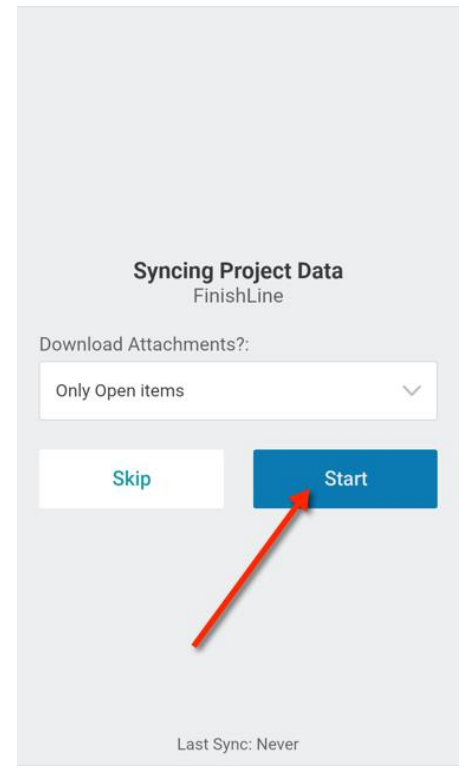 Syncing Project Data
FinishLine
Download Attachments?:
Only Open items
Skip
Start
Last Sync: Never